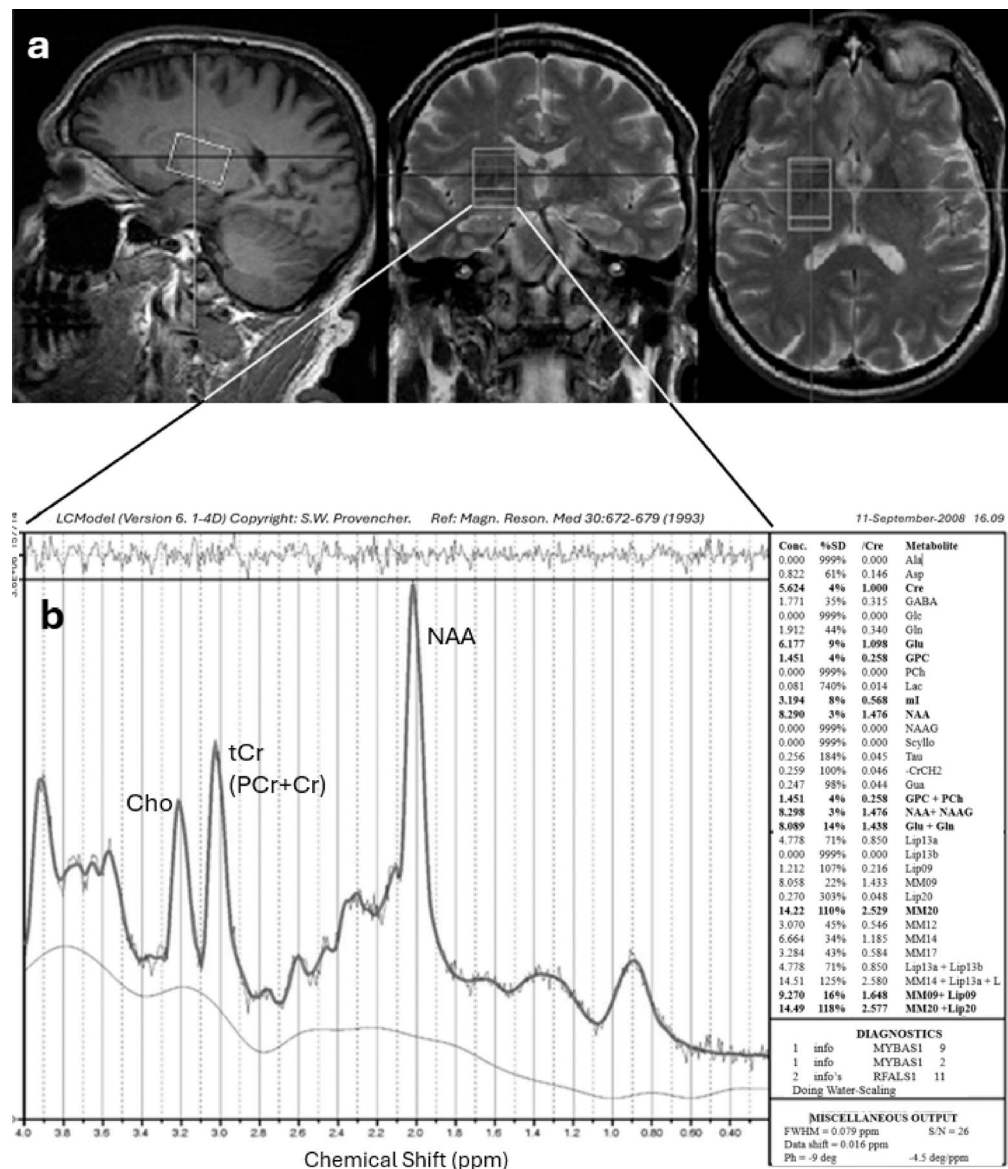 a
LCModel (Version 6. 1-4D) Copyright: S.W. Provencher. Ref: Magn. Reson. Med 30:672-679 (1993) 11-September-2008 16.09
b
NAA
tCr
(PCr+Cr)
Cho
4.0 3.8 3.6 3.4 3.2 3.0 2.8 2.6 2.4 2.2 2.0 1.8 1.6 1.4 1.2 1.0 0.80 0.60 0.40
Chemical Shift (ppm)
Conc. %SD /Cre Metabolite
0.000 999% 0.000 Ala
0.822 61% 0.146 Asp
5.624 4% 1.000 Cre
1.771 35% 0.315 GABA
0.000 999% 0.000 Glc
1.912 44% 0.340 Gln
6.177 9% 1.098 Glu
1.451 4% 0.258 GPC
0.000 999% 0.000 PCh
0.081 740% 0.014 Lac
3.194 8% 0.568 mI
8.290 3% 1.476 NAA
0.000 999% 0.000 NAAG
0.000 999% 0.000 Scyllo
0.256 184% 0.045 Tau
0.259 100% 0.046 -CrCH2
0.247 98% 0.044 Gua
1.451 4% 0.258 GPC + PCh
8.298 3% 1.476 NAA+ NAAG
8.089 14% 1.438 Glu + Gln
4.778 71% 0.850 Lip13a
0.000 999% 0.000 Lip13b
1.212 107% 0.216 Lip09
8.058 22% 1.433 MM09
0.270 303% 0.048 Lip20
14.22 110% 2.529 MM20
3.070 45% 0.546 MM12
6.664 34% 1.185 MM14
3.284 43% 0.584 MM17
4.778 71% 0.850 Lip13a + Lip13b
14.51 125% 2.580 MM14 + Lip13a + L
9.270 16% 1.648 MM09+ Lip09
14.49 118% 2.577 MM20 +Lip20
DIAGNOSTICS
1 info MYBAS1 9
1 info MYBAS1 2
2 info's RFALS1 11
Doing Water-Scaling
MISCELLANEOUS OUTPUT
FWHM = 0.079 ppm S/N = 26
Data shift = 0.016 ppm
Ph = -9 deg -4.5 deg/ppm